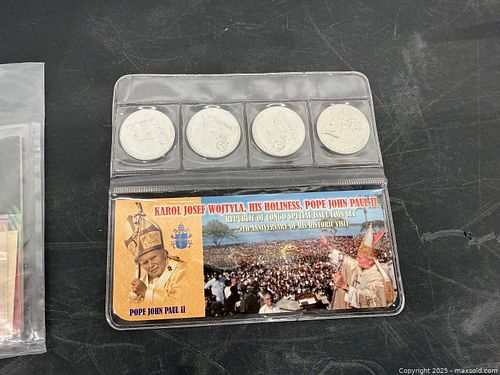 KAROL JOSEF WOJTYLA, HIS HOLINESS, POPE JOHN PAUL II
REPUBLIC OF CONGO SPECIAL ISSUE COIN SET
25TH ANNIVERSARY OF HIS HISTORIC VISIT
POPE JOHN PAUL II
Copyright 2025 - maxsold.com